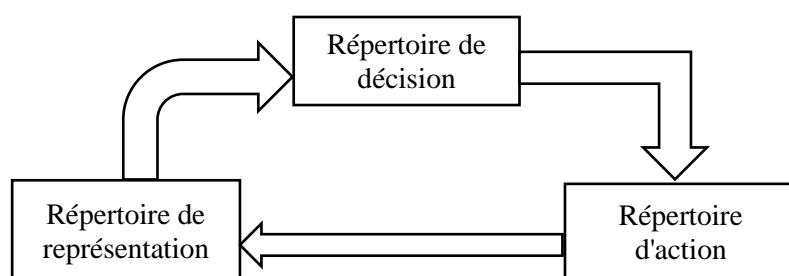 Répertoire de
décision
Répertoire de
représentation
Répertoire
d'action